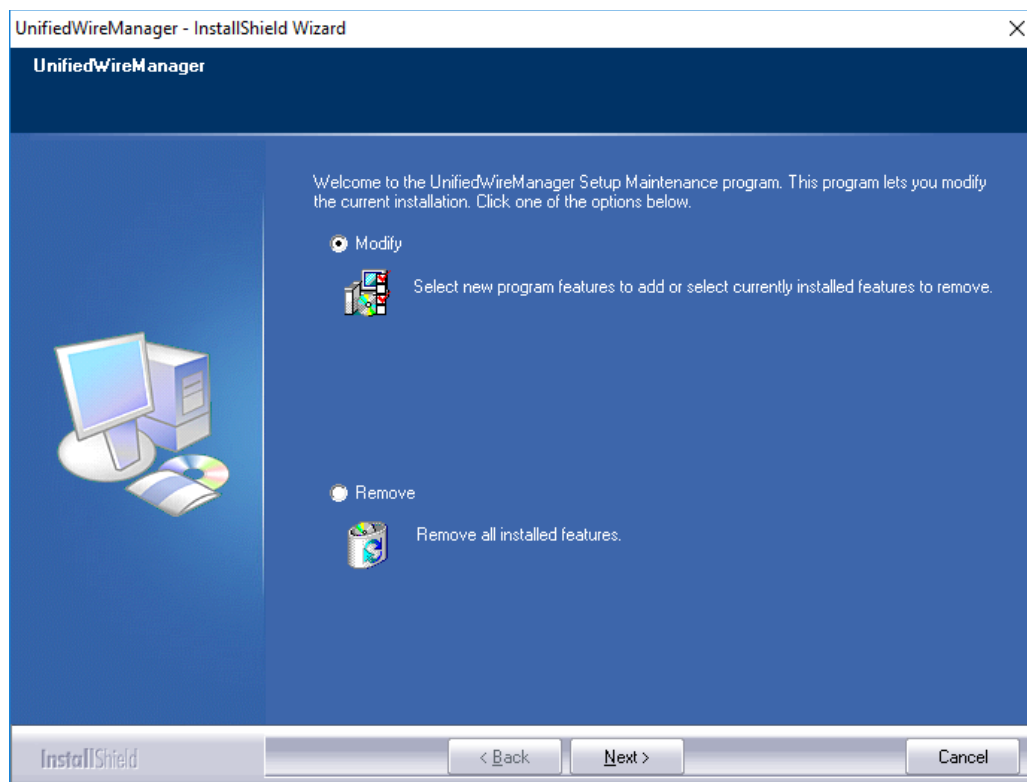 UnifiedWireManager - InstallShield Wizard
UnifiedWireManager
Welcome to the UnifiedWireManager Setup Maintenance program. This program lets you modify
the current installation. Click one of the options below.
Modify
Select new program features to add or select currently installed features to remove.
Remove
Remove all installed features.
InstallShield
< Back
Next >
Cancel